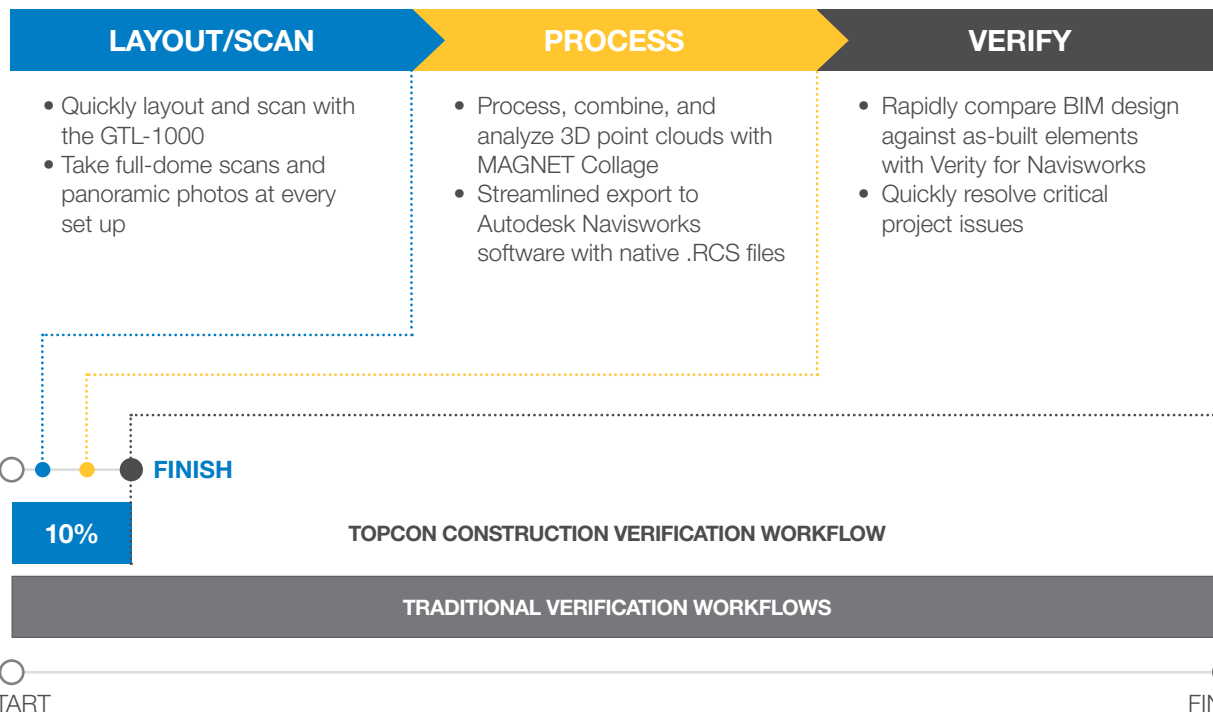 LAYOUT/SCAN
• Quickly layout and scan with
the GTL-1000
• Take full-dome scans and
panoramic photos at every
set up
PROCESS
• Process, combine, and
analyze 3D point clouds with
MAGNET Collage
• Streamlined export to
Autodesk Navisworks
software with native .RCS files
VERIFY
• Rapidly compare BIM design
against as-built elements
with Verity for Navisworks
• Quickly resolve critical
project issues
FINISH
10%
TOPCON CONSTRUCTION VERIFICATION WORKFLOW
TRADITIONAL VERIFICATION WORKFLOWS
TART
FIN